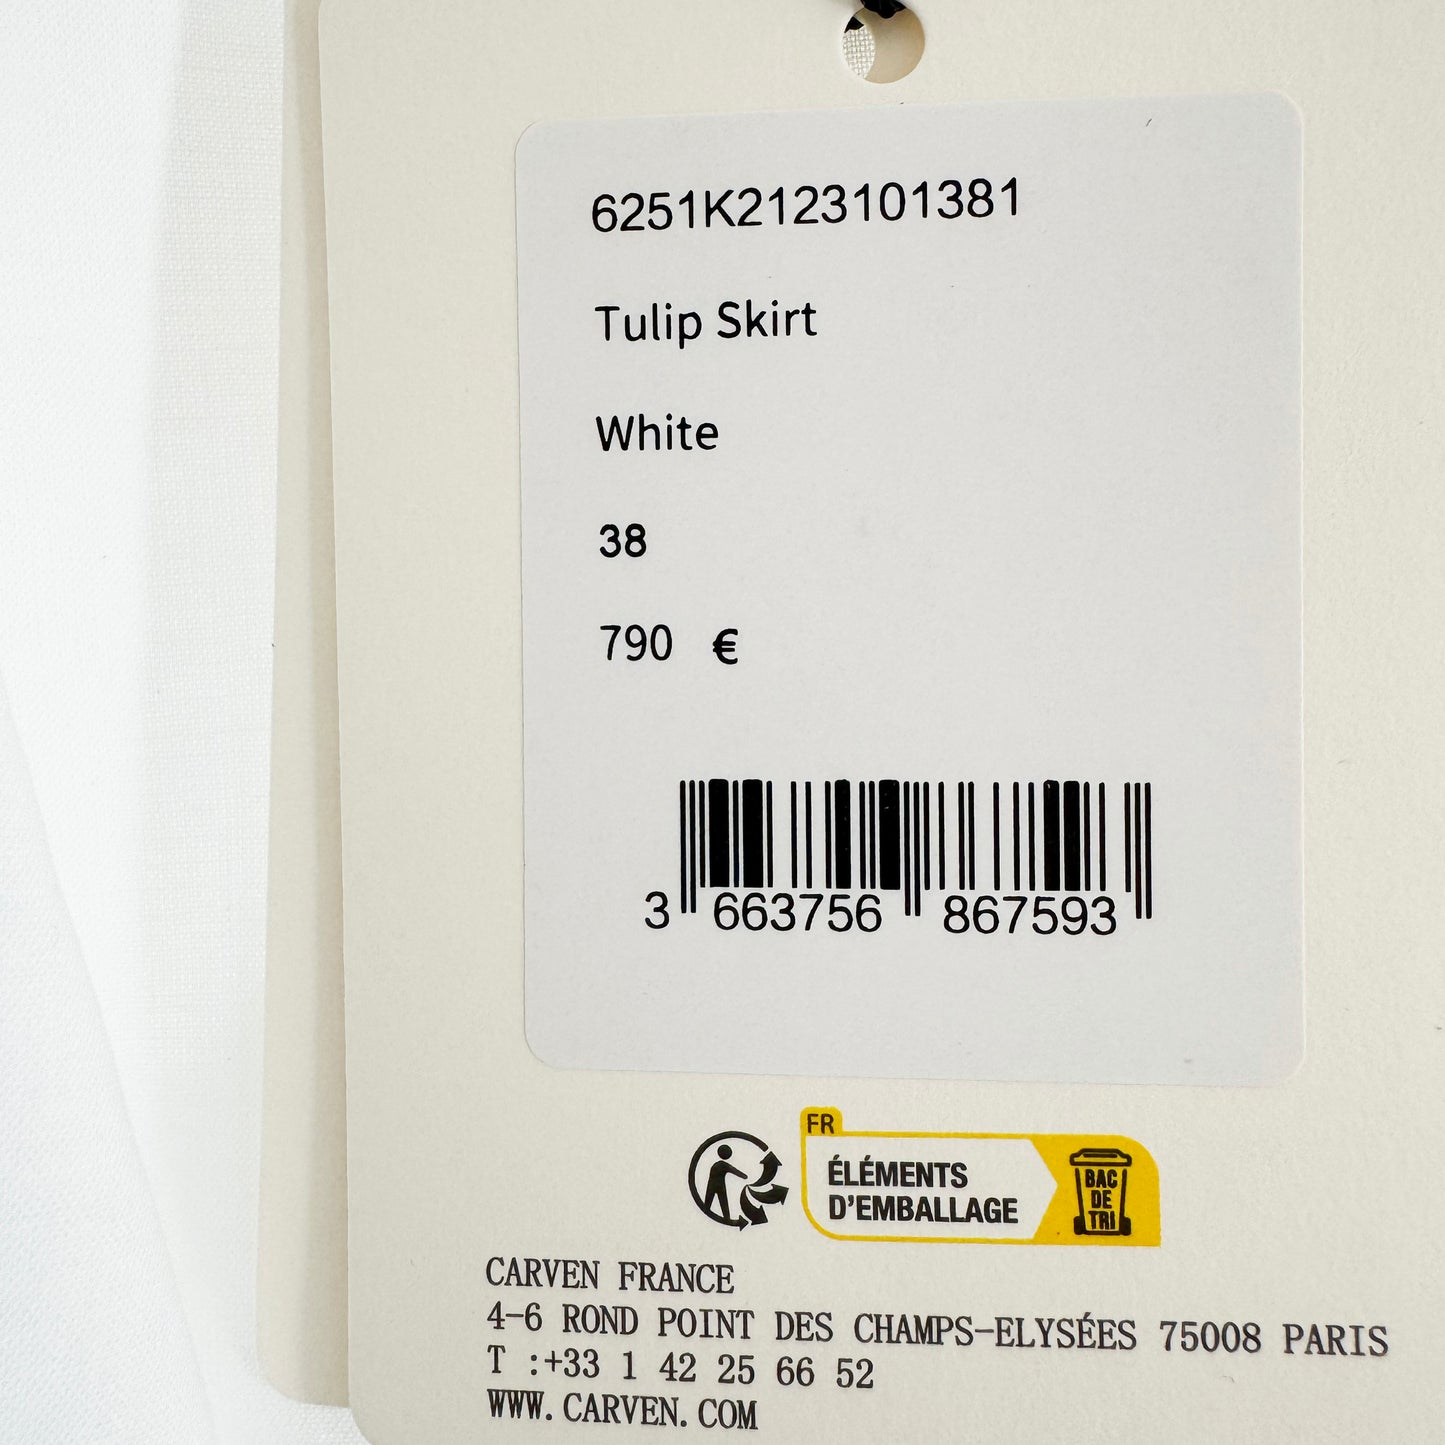 6251K2123101381
Tulip Skirt
White
38
790 €
3 663756 867593
FR
ÉLÉMENTS
D'EMBALLAGE
BAC
DE
TRI
CARVEN FRANCE
4-6 ROND POINT DES CHAMPS-ELYSÉES 75008 PARIS
T :+33 1 42 25 66 52
WWW.CARVEN.COM